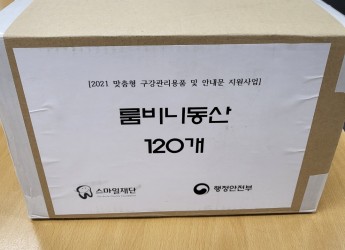 [2021 맞춤형 구강관리용품 및 안내문 지원사업]
룸비니동산
120개
스마일재단 행정안전부